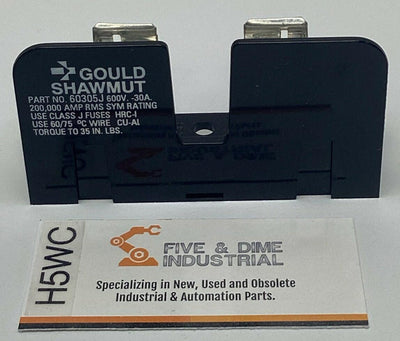 GOULD
SHAWMUT
PART NO. 60305J 600V. -30A.
200,000 AMP RMS SYM RATING
USE CLASS J FUSES HRC-I
USE 60/75 ºC WIRE CU-Al
TORQUE TO 35 IN. LBS.
H5WC
FIVE & DIME
INDUSTRIAL
Specializing in New, Used and Obsolete
Industrial & Automation Parts.